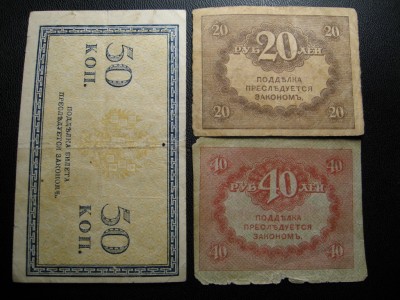 50
КОП.
ПОДДѢЛКА БИЛЕТА
ПРЕСЛѢДУЕТСЯ
ЗАКОНОМЪ.
50
КОП.
20
20
РУБ 20 ЛЕЙ
ПОДДѢЛКА
ПРЕСЛѢДУЕТСЯ
ЗАКОНОМЪ.
20
20
40
40
РУБ 40 ЛЕЙ
ПОДДѢЛКА
ПРЕСЛѢДУЕТСЯ
ЗАКОНОМЪ.
40
40